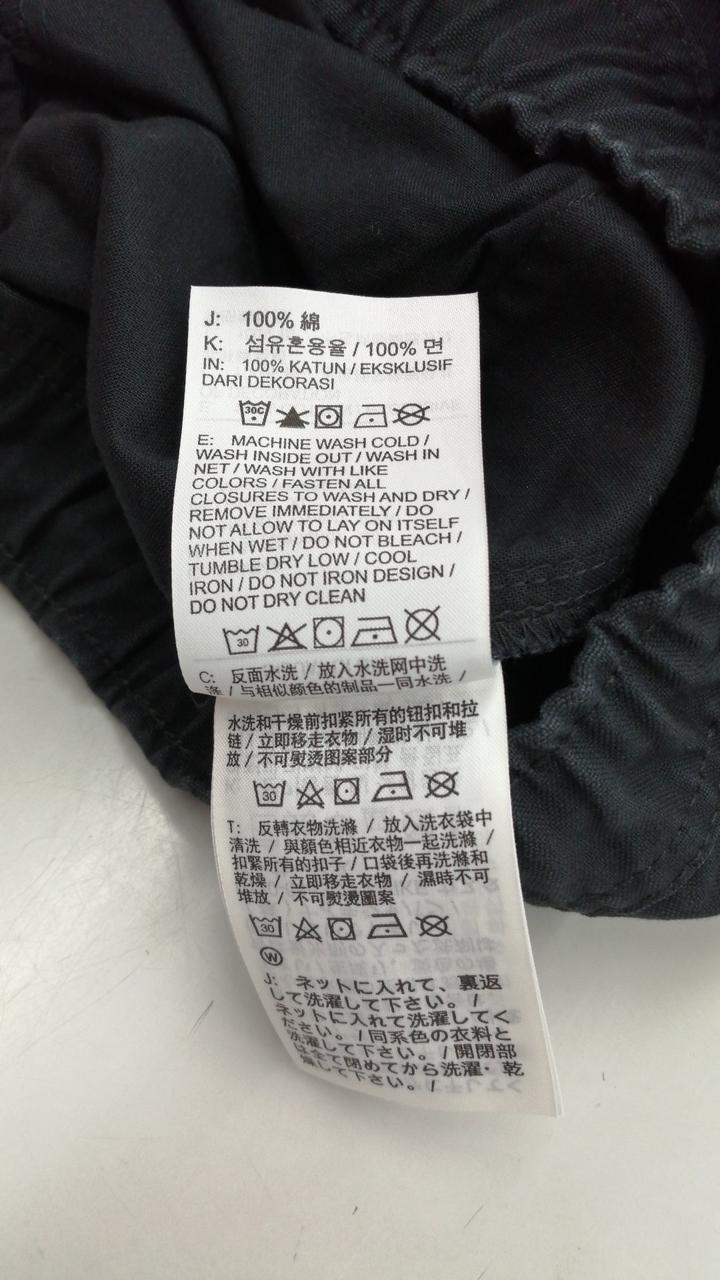 J: 100% 綿
K: 섬유혼용율 / 100% 면
IN: 100% KATUN / EKSKLUSIF
DARI DEKORASI
30C
E: MACHINE WASH COLD /
WASH INSIDE OUT / WASH IN
NET / WASH WITH LIKE
COLORS / FASTEN ALL
CLOSURES TO WASH AND DRY /
REMOVE IMMEDIATELY / DO
NOT ALLOW TO LAY ON ITSELF
WHEN WET / DO NOT BLEACH /
TUMBLE DRY LOW / COOL
IRON / DO NOT IRON DESIGN /
DO NOT DRY CLEAN
30
C: 反面水洗 / 放入水洗网中洗
涤 / 与相似颜色的制品一同水洗 /
水洗和干燥前扣紧所有的钮扣和拉
链 / 立即移走衣物 / 湿时不可堆
放 / 不可熨烫图案部分
30
T: 反轉衣物洗滌 / 放入洗衣袋中
清洗 / 與顏色相近衣物一起洗滌 /
扣緊所有的扣子 / 口袋後再洗滌和
乾燥 / 立即移走衣物 / 濕時不可
堆放 / 不可熨燙圖案
30
W
J: ネットに入れて、裏返
して洗濯して下さい。 /
ネットに入れて洗濯してく
ださい。 / 同系色の衣料と
洗濯して下さい。 / 開閉部
は全て閉めてから洗濯・乾
燥して下さい。 /